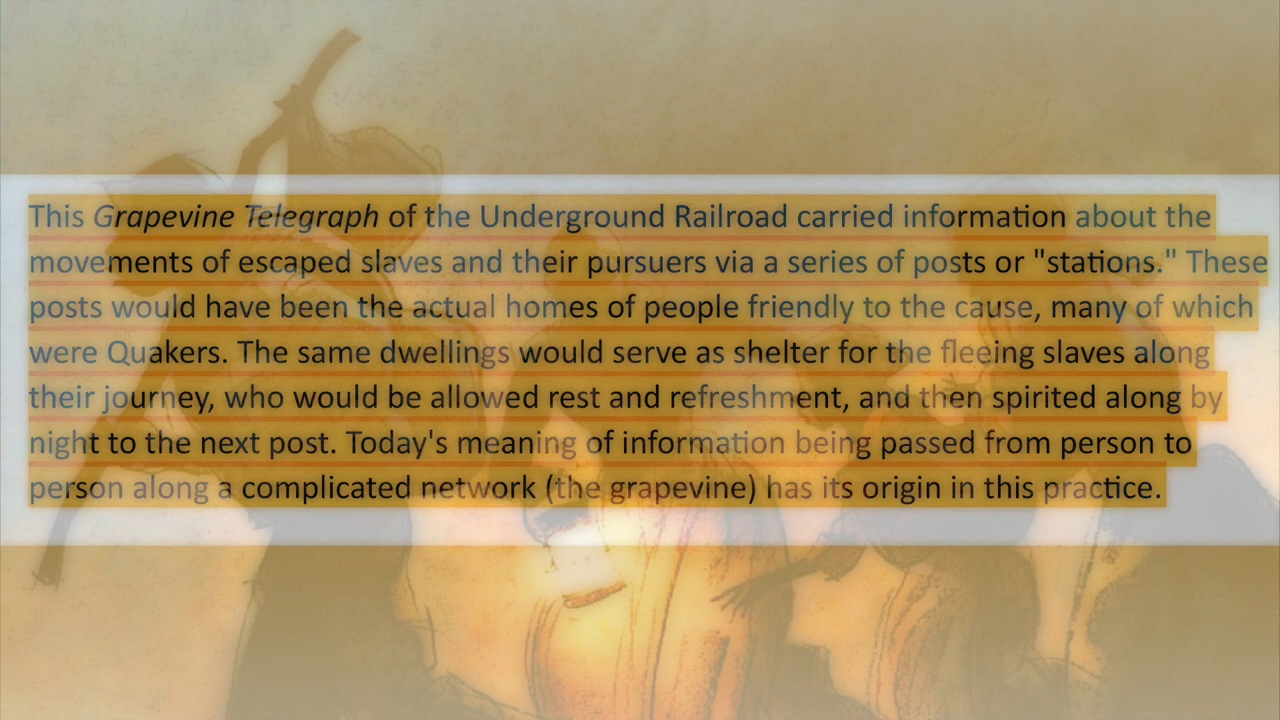 This Grapevine Telegraph of the Underground Railroad carried information about the
movements of escaped slaves and their pursuers via a series of posts or "stations." These
posts would have been the actual homes of people friendly to the cause, many of which
were Quakers. The same dwellings would serve as shelter for the fleeing slaves along
their journey, who would be allowed rest and refreshment, and then spirited along by
night to the next post. Today's meaning of information being passed from person to
person along a complicated network (the grapevine) has its origin in this practice.